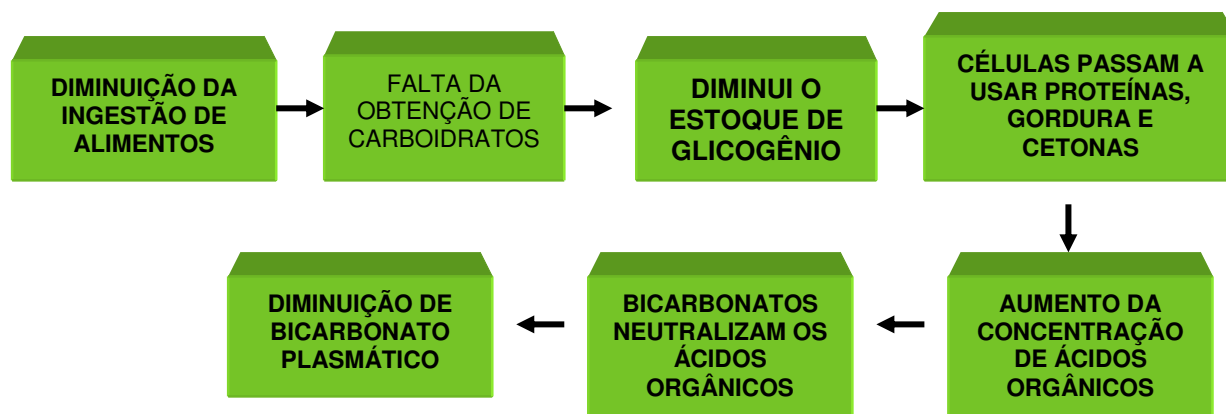 DIMINUIÇÃO DA
INGESTÃO DE
ALIMENTOS
FALTA DA
OBTENÇÃO DE
CARBOIDRATOS
DIMINUI O
ESTOQUE DE
GLICOGÊNIO
CÉLULAS PASSAM A
USAR PROTEÍNAS,
GORDURA E
CETONAS
AUMENTO DA
CONCENTRAÇÃO
DE ÁCIDOS
ORGÂNICOS
BICARBONATOS
NEUTRALIZAM OS
ÁCIDOS
ORGÂNICOS
DIMINUIÇÃO DE
BICARBONATO
PLASMÁTICO